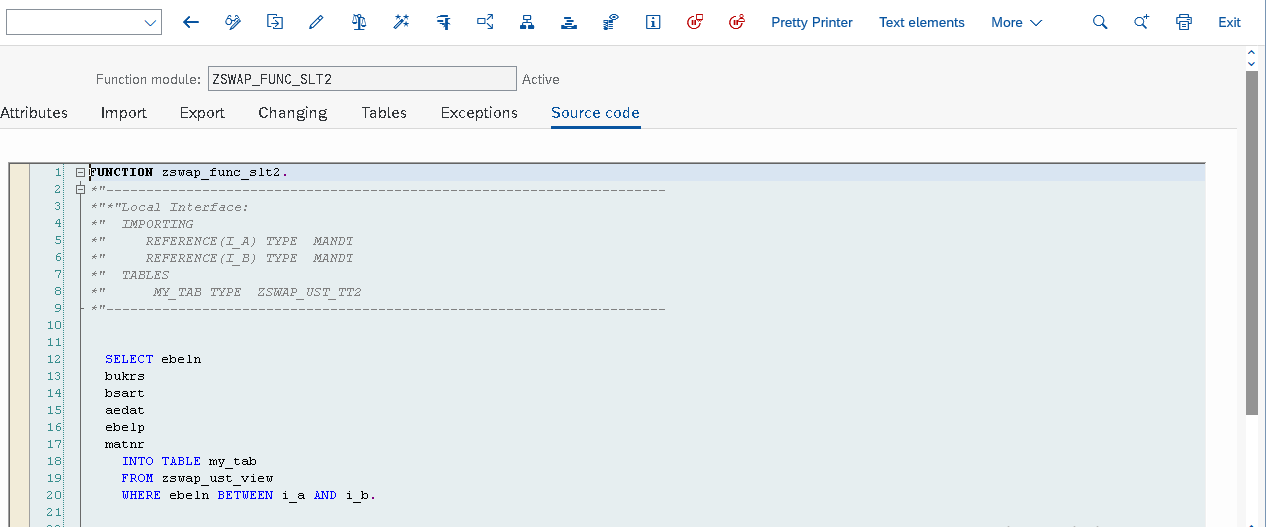 Pretty Printer Text elements More Exit
Function module: ZSWAP_FUNC_SLT2 Active
Attributes Import Export Changing Tables Exceptions Source code
1 FUNCTION zswap_func_slt2.
2 *"----------------------------------------------------------------------
3 *"*"Local Interface:
4 *"  IMPORTING
5 *"     REFERENCE(I_A) TYPE  MANDT
6 *"     REFERENCE(I_B) TYPE  MANDT
7 *"  TABLES
8 *"      MY_TAB TYPE  ZSWAP_UST_TT2
9 *"----------------------------------------------------------------------
10
11
12   SELECT ebeln
13   bukrs
14   bsart
15   aedat
16   ebelp
17   matnr
18     INTO TABLE my_tab
19     FROM zswap_ust_view
20     WHERE ebeln BETWEEN i_a AND i_b.
21